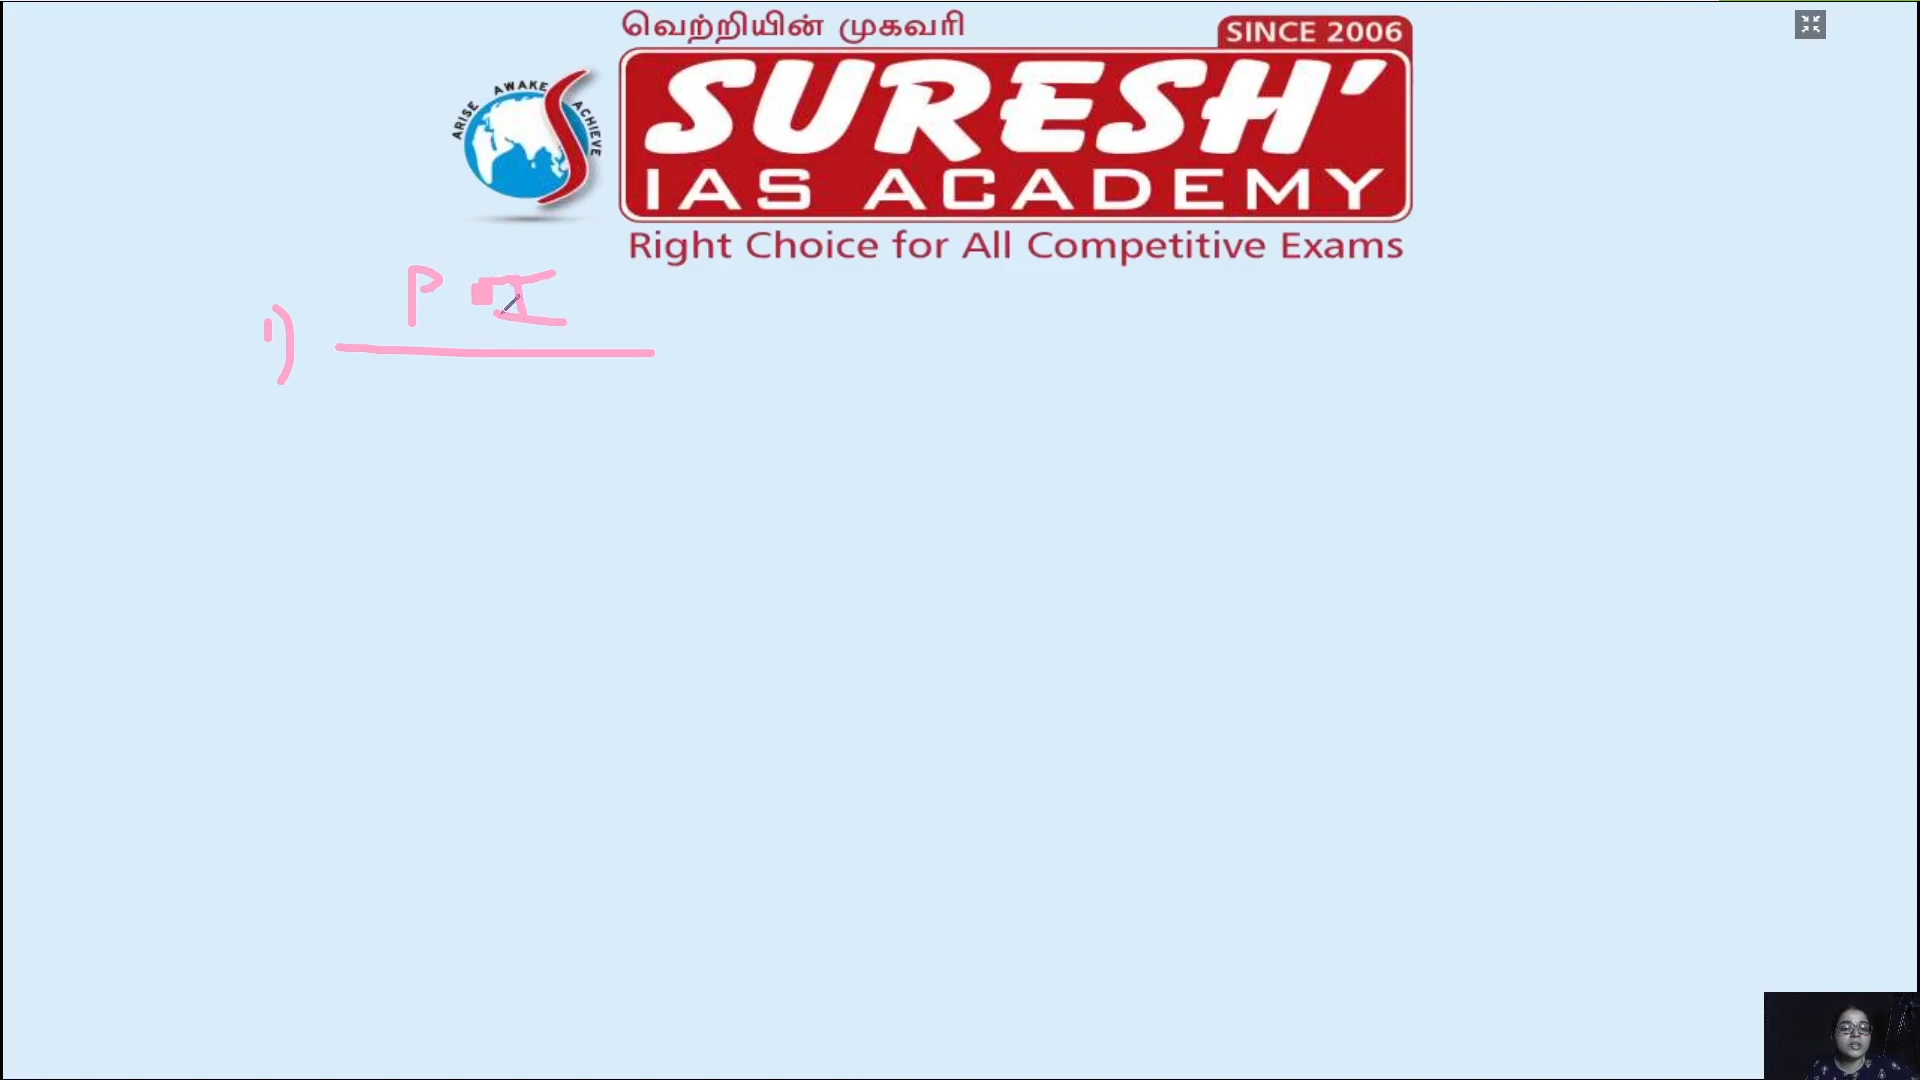 வெற்றியின் முகவரி
SINCE 2006
ARISE AWAKE ACHIEVE
SURESH'
IAS ACADEMY
Right Choice for All Competitive Exams
P I
1)